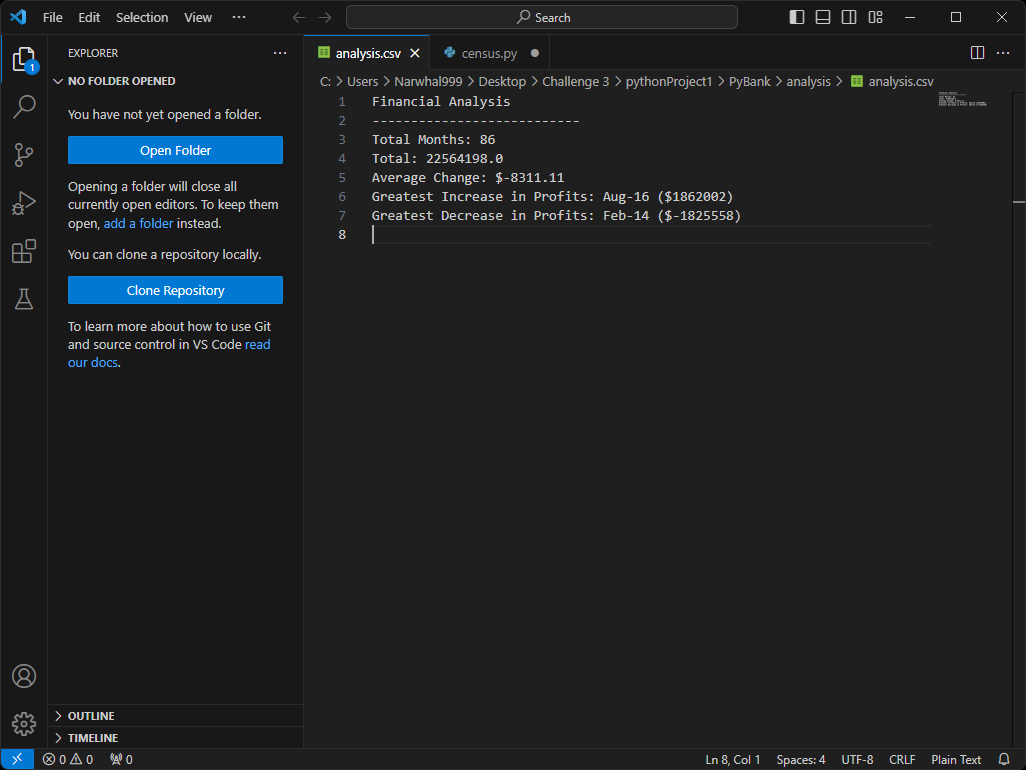 File Edit Selection View ··· Search
EXPLORER ···
1
NO FOLDER OPENED
You have not yet opened a folder.
Open Folder
Opening a folder will close all
currently open editors. To keep them
open, add a folder instead.
You can clone a repository locally.
Clone Repository
To learn more about how to use Git
and source control in VS Code read
our docs.
OUTLINE
TIMELINE
analysis.csv census.py
C: > Users > Narwhal999 > Desktop > Challenge 3 > pythonProject1 > PyBank > analysis > analysis.csv
1 Financial Analysis
2 ---------------------------
3 Total Months: 86
4 Total: 22564198.0
5 Average Change: $-8311.11
6 Greatest Increase in Profits: Aug-16 ($1862002)
7 Greatest Decrease in Profits: Feb-14 ($-1825558)
8
0 0 0 Ln 8, Col 1 Spaces: 4 UTF-8 CRLF Plain Text